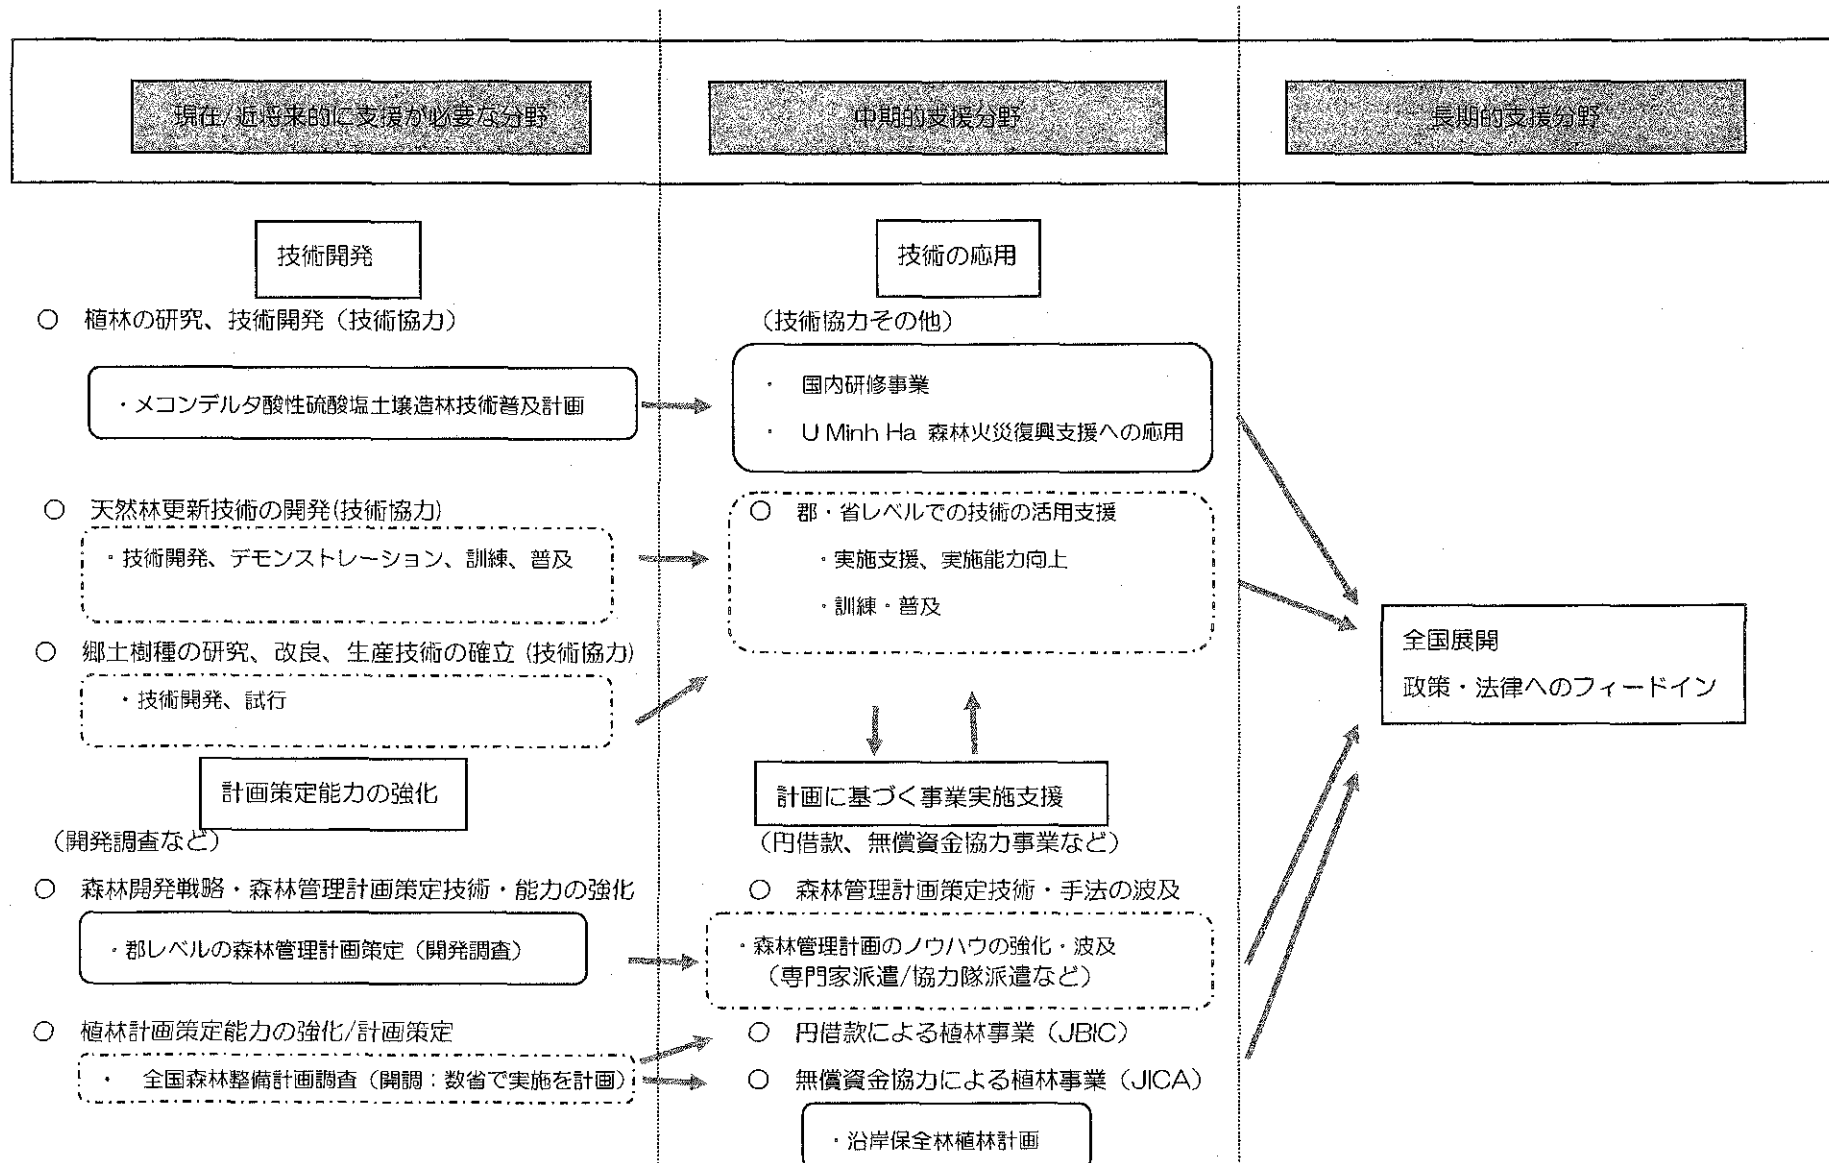 現在/近将来的に支援が必要な分野
中期的支援分野
長期的支援分野
技術開発
○ 植林の研究、技術開発（技術協力）
・メコンデルタ酸性硫酸塩土壌造林技術普及計画
○ 天然林更新技術の開発(技術協力)
・技術開発、デモンストレーション、訓練、普及
○ 郷土樹種の研究、改良、生産技術の確立 (技術協力)
・技術開発、試行
計画策定能力の強化
（開発調査など）
○ 森林開発戦略・森林管理計画策定技術・能力の強化
・郡レベルの森林管理計画策定（開発調査）
○ 植林計画策定能力の強化/計画策定
・ 全国森林整備計画調査（開調：数省で実施を計画）
技術の応用
（技術協力その他）
・ 国内研修事業
・ U Minh Ha 森林火災復興支援への応用
○ 郡・省レベルでの技術の活用支援
・実施支援、実施能力向上
・訓練・普及
計画に基づく事業実施支援
（円借款、無償資金協力事業など）
○ 森林管理計画策定技術・手法の波及
・森林管理計画のノウハウの強化・波及
（専門家派遣/協力隊派遣など）
○ 円借款による植林事業（JBIC）
○ 無償資金協力による植林事業（JICA）
・沿岸保全林植林計画
全国展開
政策・法律へのフィードイン